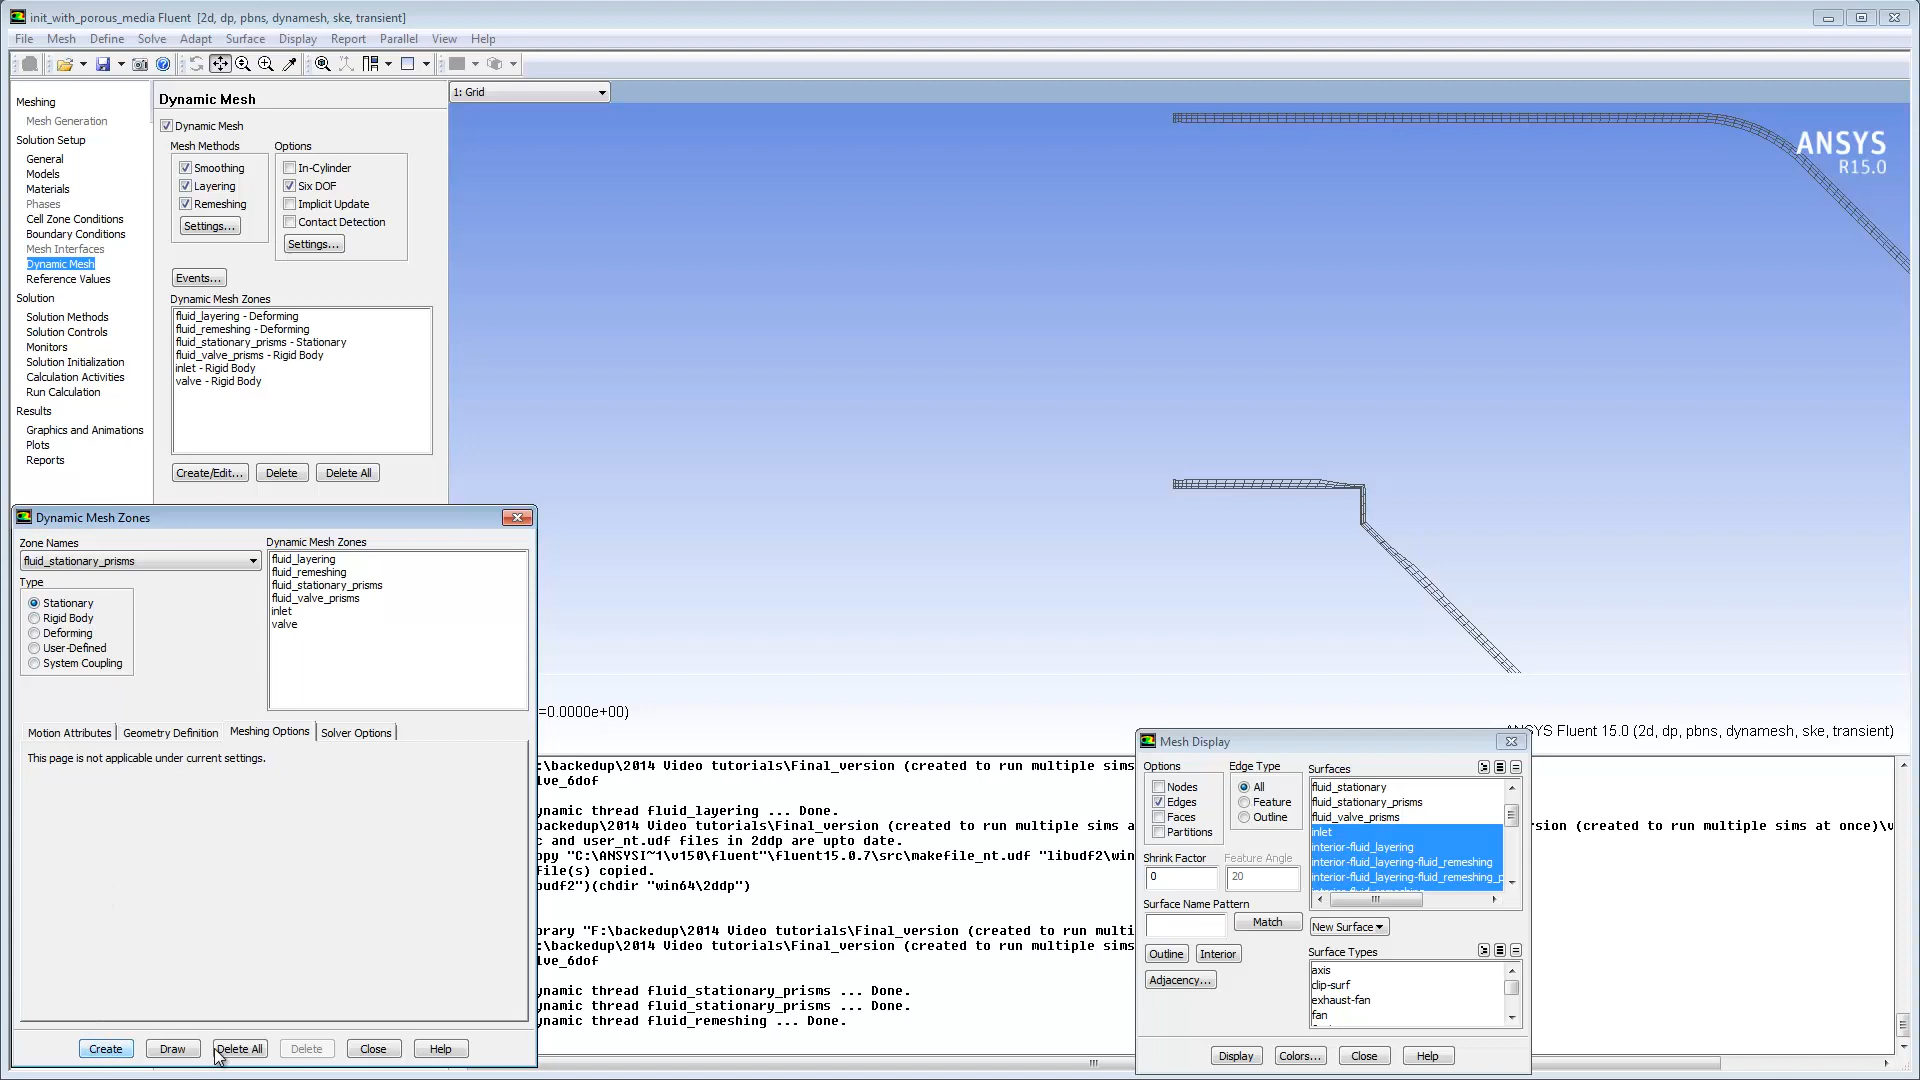 init_with_porous_media Fluent  [2d, dp, pbns, dynamesh, ske, transient]
File Mesh Define Solve Adapt Surface Display Report Parallel View Help
Meshing
Mesh Generation
Solution Setup
General
Models
Materials
Phases
Cell Zone Conditions
Boundary Conditions
Mesh Interfaces
Dynamic Mesh
Reference Values
Solution
Solution Methods
Solution Controls
Monitors
Solution Initialization
Calculation Activities
Run Calculation
Results
Graphics and Animations
Plots
Reports
Dynamic Mesh
Dynamic Mesh
Mesh Methods
Smoothing
Layering
Remeshing
Settings...
Options
In-Cylinder
Six DOF
Implicit Update
Contact Detection
Settings...
Events...
Dynamic Mesh Zones
fluid_layering - Deforming
fluid_remeshing - Deforming
fluid_stationary_prisms - Stationary
fluid_valve_prisms - Rigid Body
inlet - Rigid Body
valve - Rigid Body
Create/Edit... Delete Delete All
1: Grid
ANSYS
R15.0
=0.0000e+00)
ANSYS Fluent 15.0 (2d, dp, pbns, dynamesh, ske, transient)
Dynamic Mesh Zones
Zone Names
fluid_stationary_prisms
Type
Stationary
Rigid Body
Deforming
User-Defined
System Coupling
Dynamic Mesh Zones
fluid_layering
fluid_remeshing
fluid_stationary_prisms
fluid_valve_prisms
inlet
valve
Motion Attributes Geometry Definition Meshing Options Solver Options
This page is not applicable under current settings.
Create Draw Delete All Delete Close Help
:\backedup\2014 Video tutorials\Final_version (created to run multiple sims
lve_6dof
ynamic thread fluid_layering ... Done.
backedup\2014 Video tutorials\Final_version (created to run multiple sims a
rsion (created to run multiple sims at once)\v
c and user_nt.udf files in 2ddp are upto date.
opy "C:\ANSYSI~1\v150\fluent"\fluent15.0.7\src\makefile_nt.udf "libudf2\win
file(s) copied.
budf2")(chdir "win64\2ddp")
brary "F:\backedup\2014 Video tutorials\Final_version (created to run multi
:\backedup\2014 Video tutorials\Final_version (created to run multiple sims
lve_6dof
ynamic thread fluid_stationary_prisms ... Done.
ynamic thread fluid_stationary_prisms ... Done.
ynamic thread fluid_remeshing ... Done.
Mesh Display
Options
Nodes
Edges
Faces
Partitions
Edge Type
All
Feature
Outline
Shrink Factor
0
Feature Angle
20
Surface Name Pattern
Match
Outline Interior
Adjacency...
Surfaces
fluid_stationary
fluid_stationary_prisms
fluid_valve_prisms
inlet
interior-fluid_layering
interior-fluid_layering-fluid_remeshing
interior-fluid_layering-fluid_remeshing_p
New Surface
Surface Types
axis
clip-surf
exhaust-fan
fan
Display Colors... Close Help